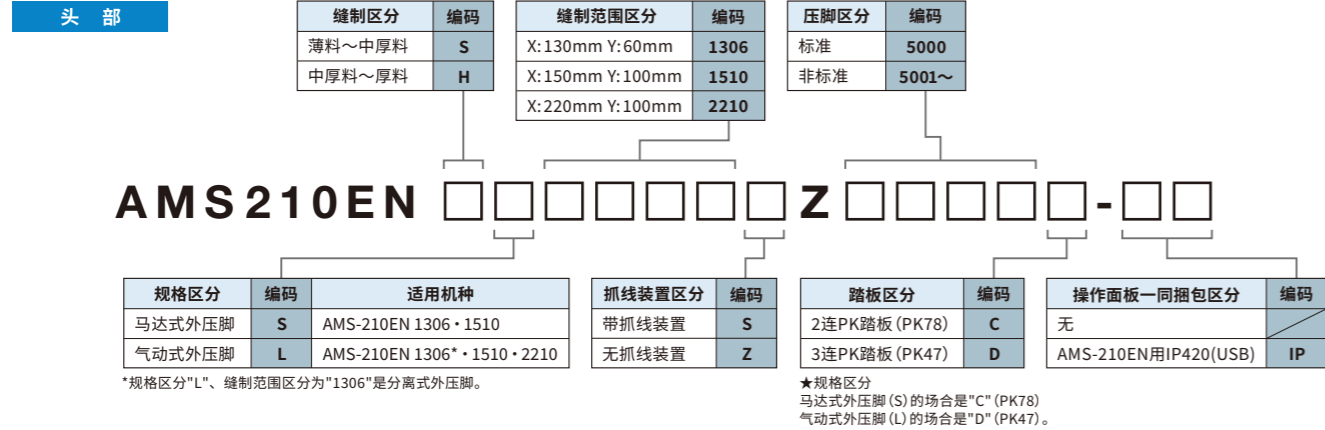 头 部
缝制区分 编码
薄料～中厚料 S
中厚料～厚料 H
缝制范围区分 编码
X:130mm Y:60mm 1306
X:150mm Y:100mm 1510
X:220mm Y:100mm 2210
压脚区分 编码
标准 5000
非标准 5001～
AMS210EN □□□□□□□Z□□□□□-□□
规格区分 编码 适用机种
马达式外压脚 S AMS-210EN 1306・1510
气动式外压脚 L AMS-210EN 1306*・1510・2210
*规格区分"L"、缝制范围区分为"1306"是分离式外压脚。
抓线装置区分 编码
带抓线装置 S
无抓线装置 Z
踏板区分 编码
2连PK踏板(PK78) C
3连PK踏板(PK47) D
★规格区分
马达式外压脚(S)的场合是"C"(PK78)
气动式外压脚(L)的场合是"D"(PK47)。
操作面板一同捆包区分 编码
无
AMS-210EN用IP420(USB) IP